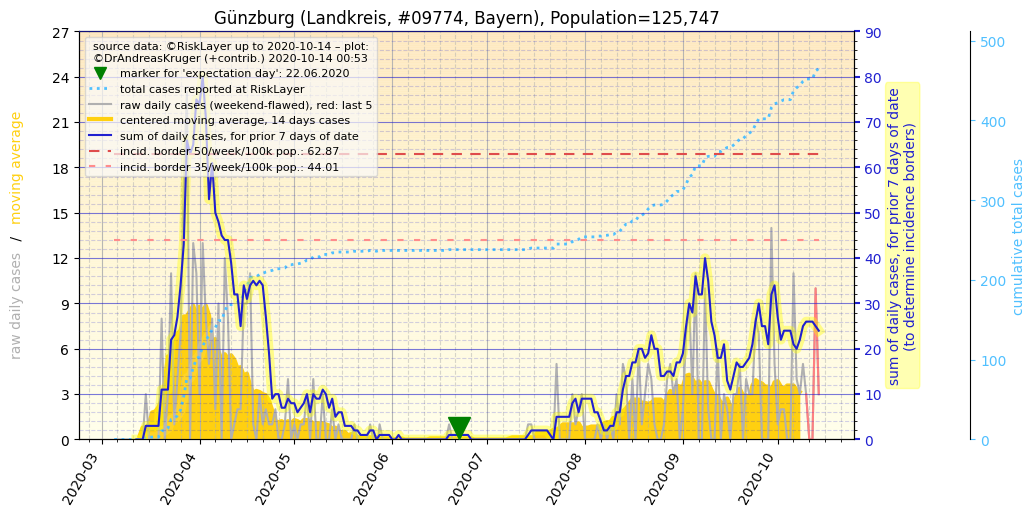 Günzburg (Landkreis, #09774, Bayern), Population=125,747
source data: ©RiskLayer up to 2020-10-14 – plot:
©DrAndreasKruger (+contrib.) 2020-10-14 00:53
marker for 'expectation day': 22.06.2020
total cases reported at RiskLayer
raw daily cases (weekend-flawed), red: last 5
centered moving average, 14 days cases
sum of daily cases, for prior 7 days of date
incid. border 50/week/100k pop.: 62.87
incid. border 35/week/100k pop.: 44.01
raw daily cases / moving average
27
24
21
18
15
12
9
6
3
0
90
80
70
60
50
40
30
20
10
0
sum of daily cases, for prior 7 days of date
(to determine incidence borders)
500
400
300
200
100
0
cumulative total cases
2020-03
2020-04
2020-05
2020-06
2020-07
2020-08
2020-09
2020-10